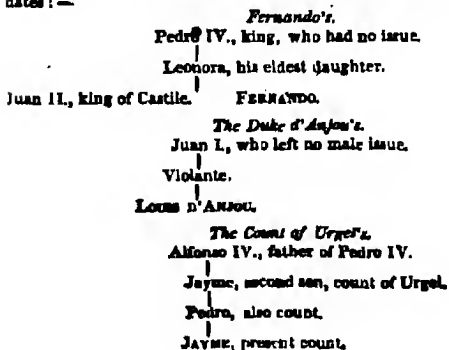 dates :—
Fernando's.
Pedro IV., king, who had no issue.
Leonora, his eldest daughter.
Juan II., king of Castile. FERNANDO.
The Duke d'Anjou's.
Juan I., who left no male issue.
Violante.
LOUIS D'ANJOU.
The Count of Urgel's.
Alfonso IV., father of Pedro IV.
Jayme, second son, count of Urgel.
Pedro, also count.
JAYME, present count.